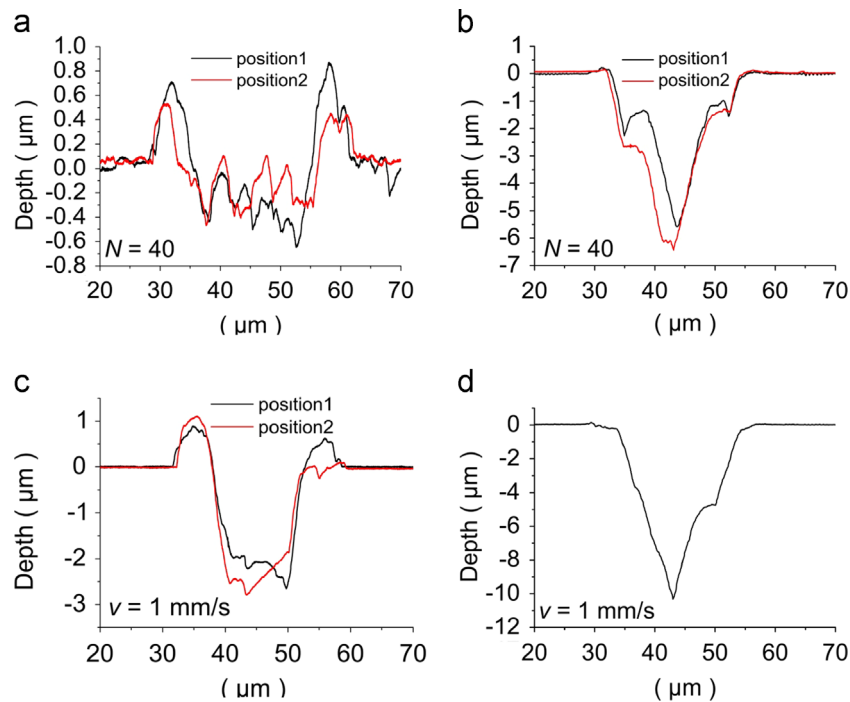 a
position1
position2
1.0
0.8
0.6
0.4
0.2
0.0
-0.2
-0.4
-0.6
-0.8
Depth ( μm )
N = 40
20 30 40 50 60 70
( μm )
b
position1
position2
1
0
-1
-2
-3
-4
-5
-6
-7
Depth ( μm )
N = 40
20 30 40 50 60 70
( μm )
c
position1
position2
1
0
-1
-2
-3
Depth ( μm )
v = 1 mm/s
20 30 40 50 60 70
( μm )
d
0
-2
-4
-6
-8
-10
-12
Depth ( μm )
v = 1 mm/s
20 30 40 50 60 70
( μm )